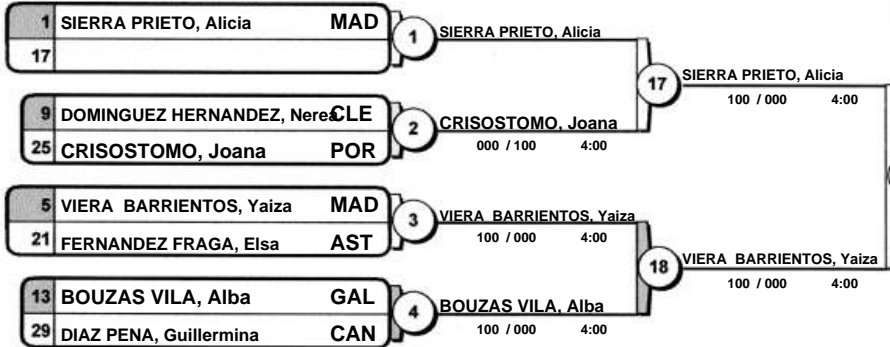 1 SIERRA PRIETO, Alicia MAD
17
1
SIERRA PRIETO, Alicia
9 DOMINGUEZ HERNANDEZ, Nerea CLE
25 CRISOSTOMO, Joana POR
2
CRISOSTOMO, Joana
000 / 100 4:00
17
SIERRA PRIETO, Alicia
100 / 000 4:00
5 VIERA BARRIENTOS, Yaiza MAD
21 FERNANDEZ FRAGA, Elsa AST
3
VIERA BARRIENTOS, Yaiza
100 / 000 4:00
13 BOUZAS VILA, Alba GAL
29 DIAZ PENA, Guillermina CAN
4
BOUZAS VILA, Alba
100 / 000 4:00
18
VIERA BARRIENTOS, Yaiza
100 / 000 4:00